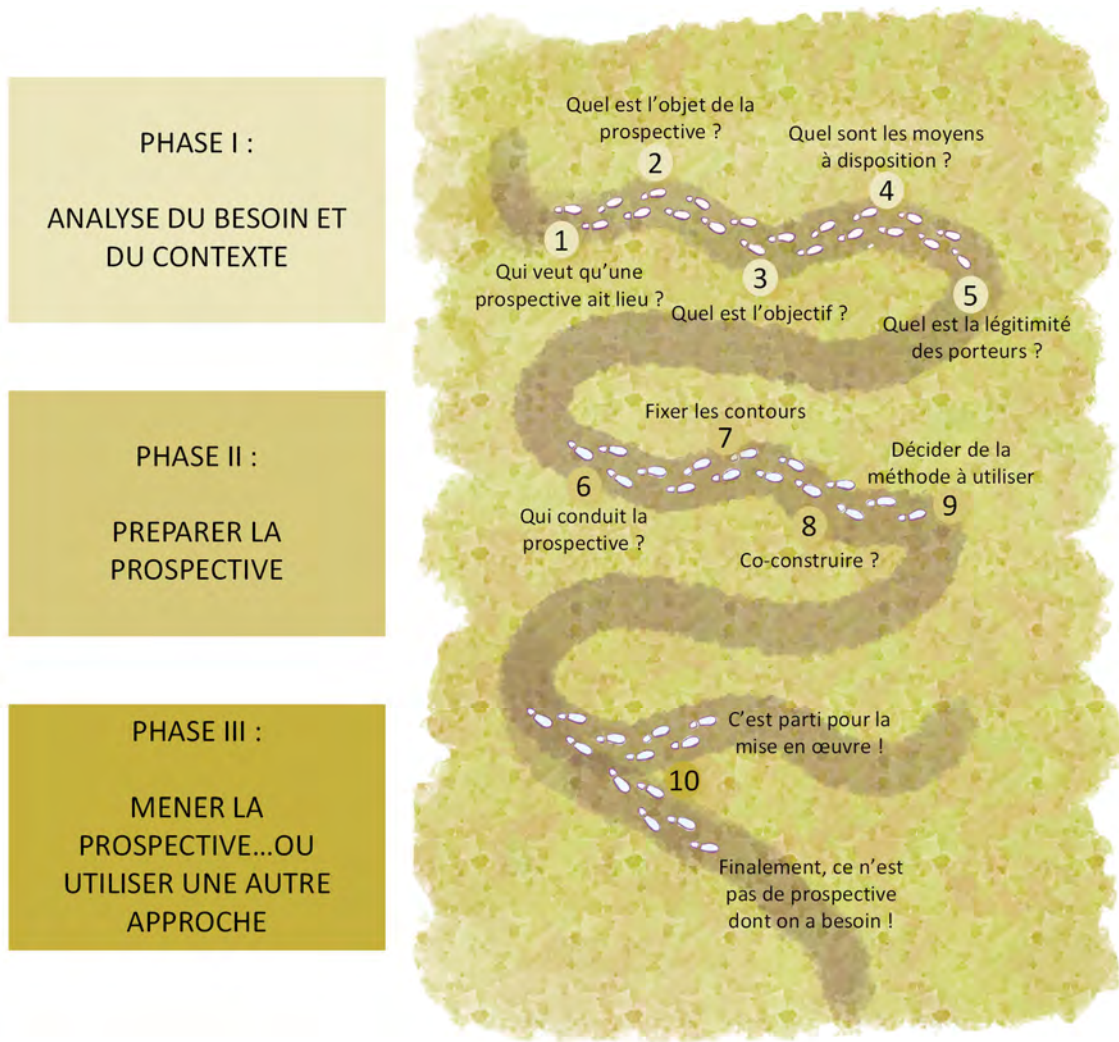 PHASE I :
ANALYSE DU BESOIN ET
DU CONTEXTE
Quel est l’objet de la
prospective ?
2
Quel sont les moyens
à disposition ?
4
1
Qui veut qu’une
prospective ait lieu ?
3
Quel est l’objectif ?
5
Quel est la légitimité
des porteurs ?
PHASE II :
PREPARER LA
PROSPECTIVE
Fixer les contours
7
Décider de la
méthode à utiliser
9
6
Qui conduit la
prospective ?
8
Co-construire ?
PHASE III :
MENER LA
PROSPECTIVE...OU
UTILISER UNE AUTRE
APPROCHE
C’est parti pour la
mise en œuvre !
10
Finalement, ce n’est
pas de prospective
dont on a besoin !